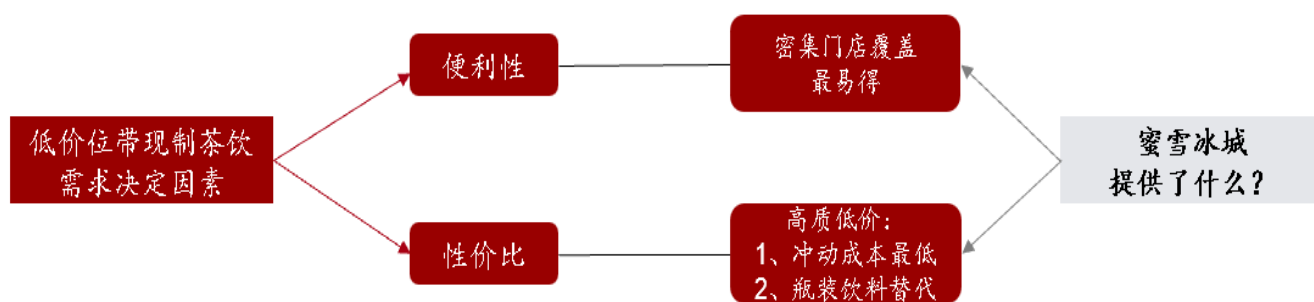 低价位带现制茶饮
需求决定因素
便利性
性价比
密集门店覆盖
最易得
高质低价：
1、冲动成本最低
2、瓶装饮料替代
蜜雪冰城
提供了什么？